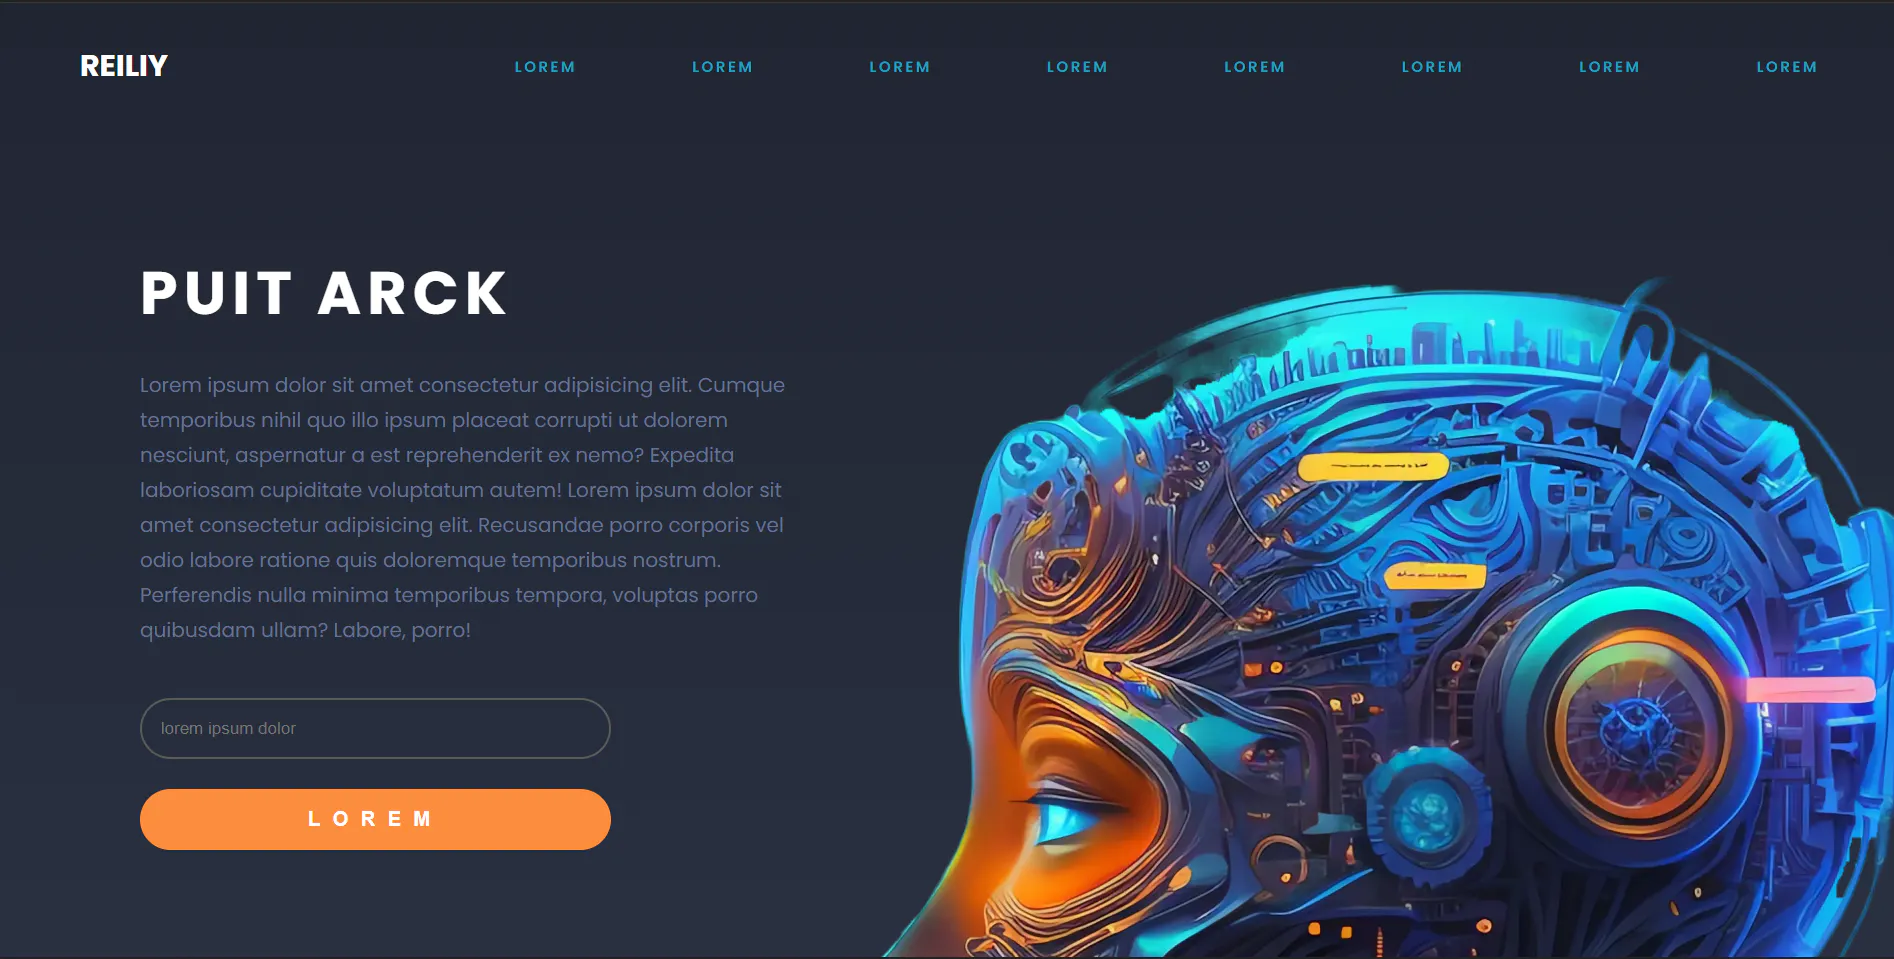 REILIY
LOREM LOREM LOREM LOREM LOREM LOREM LOREM LOREM
PUIT ARCK
Lorem ipsum dolor sit amet consectetur adipisicing elit. Cumque
temporibus nihil quo illo ipsum placeat corrupti ut dolorem
nesciunt, aspernatur a est reprehenderit ex nemo? Expedita
laboriosam cupiditate voluptatum autem! Lorem ipsum dolor sit
amet consectetur adipisicing elit. Recusandae porro corporis vel
odio labore ratione quis doloremque temporibus nostrum.
Perferendis nulla minima temporibus tempora, voluptas porro
quibusdam ullam? Labore, porro!
lorem ipsum dolor
LOREM